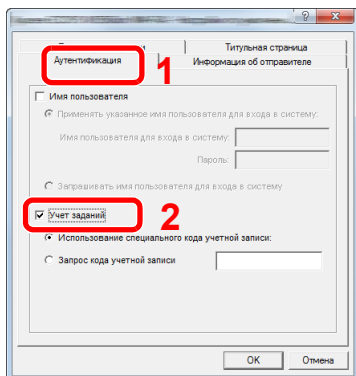 Титульная страница
Аутентификация
Информация об отправителе
1
Имя пользователя
Применять указанное имя пользователя для входа в систему:
Имя пользователя для входа в систему:
Пароль:
Запрашивать имя пользователя для входа в систему
Учет заданий
2
Использование специального кода учетной записи:
Запрос кода учетной записи
OK
Отмена